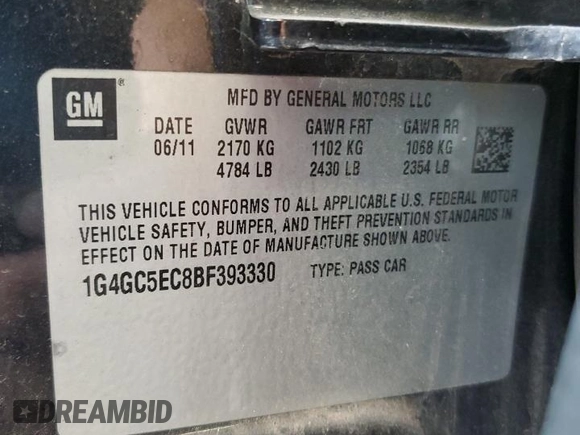 GM
MFD BY GENERAL MOTORS LLC
DATE GVWR GAWR FRT GAWR RR
06/11 2170 KG 1102 KG 1068 KG
4784 LB 2430 LB 2354 LB
THIS VEHICLE CONFORMS TO ALL APPLICABLE U.S. FEDERAL MOTOR
VEHICLE SAFETY, BUMPER, AND THEFT PREVENTION STANDARDS IN
EFFECT ON THE DATE OF MANUFACTURE SHOWN ABOVE.
1G4GC5EC8BF393330 TYPE: PASS CAR
DREAMBID